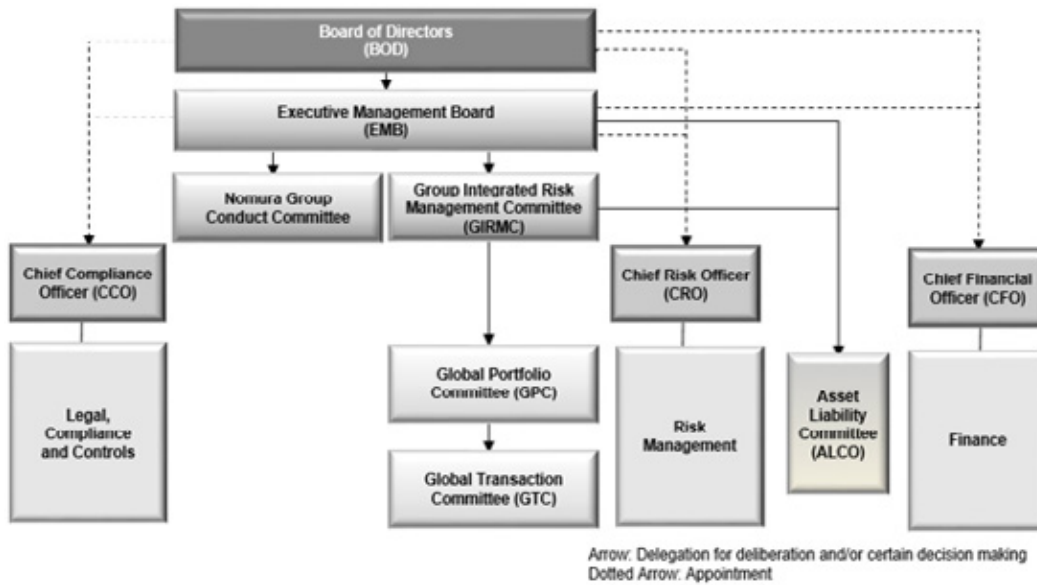 Board of Directors
(BOD)
Executive Management Board
(EMB)
Nomura Group
Conduct Committee
Group Integrated Risk
Management Committee
(GIRMC)
Chief Compliance
Officer (CCO)
Chief Risk Officer
(CRO)
Chief Financial
Officer (CFO)
Legal,
Compliance
and Controls
Global Portfolio
Committee (GPC)
Global Transaction
Committee (GTC)
Risk
Management
Asset
Liability
Committee
(ALCO)
Finance
Arrow: Delegation for deliberation and/or certain decision making
Dotted Arrow: Appointment